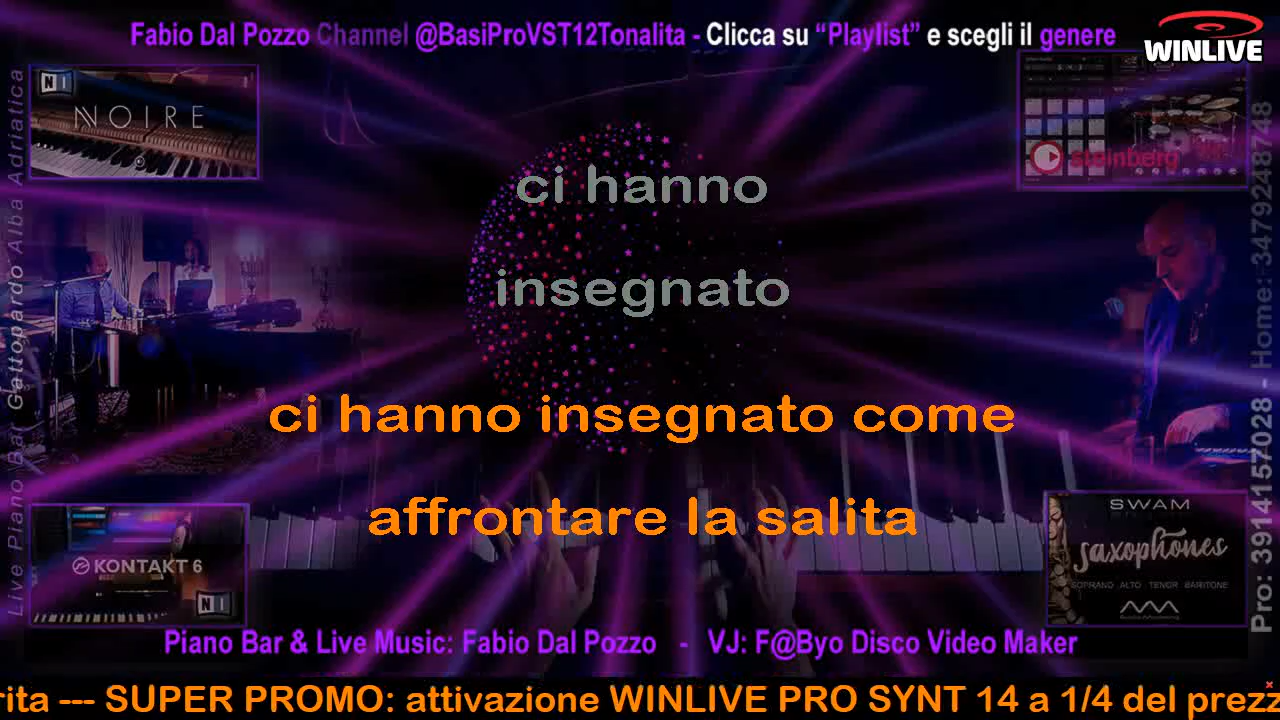 Fabio Dal Pozzo Channel @BasiProVST12Tonalita - Clicca su “Playlist” e scegli il genere
WINLIVE
NOIRE
steinberg
Live Piano Bar Gattopardo Alba Adriatica
Pro: 3914157028 - Home: 3479248748
ci hanno
insegnato
ci hanno insegnato come
affrontare la salita
KONTAKT 6
SWAM
saxophones
SOPRANO ALTO TENOR BARITONE
Piano Bar & Live Music: Fabio Dal Pozzo - VJ: F@Byo Disco Video Maker
rita --- SUPER PROMO: attivazione WINLIVE PRO SYNT 14 a 1/4 del prezz